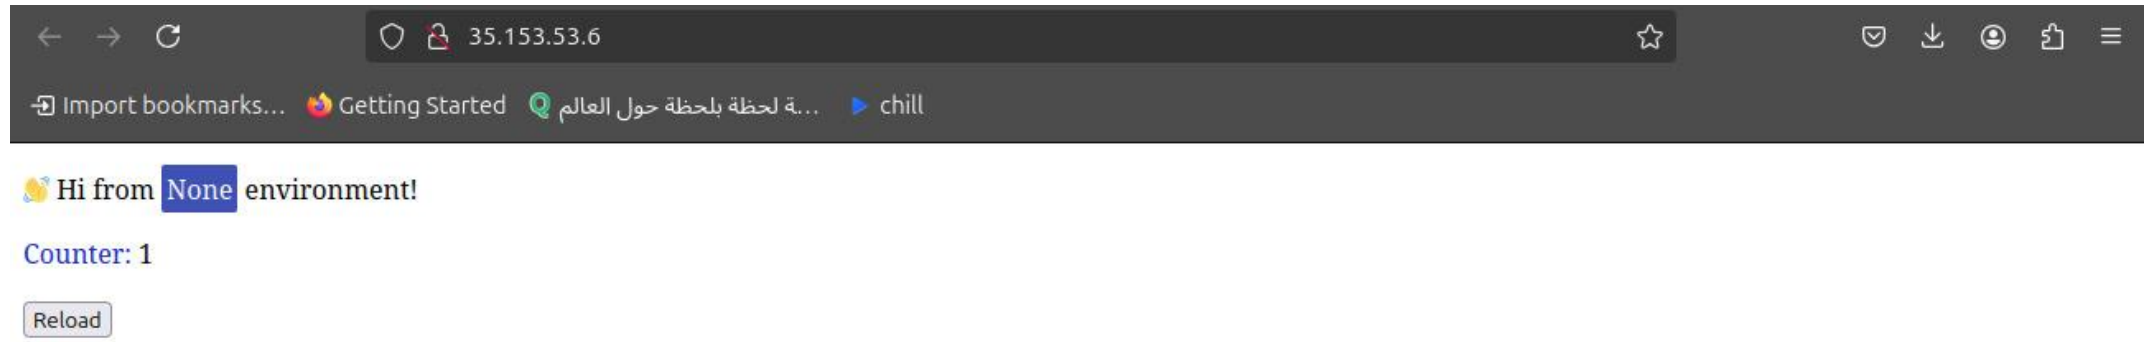 35.153.53.6
Import bookmarks... Getting Started ة لحظة بلحظة حول العالم... chill
👋 Hi from None environment!
Counter: 1
Reload